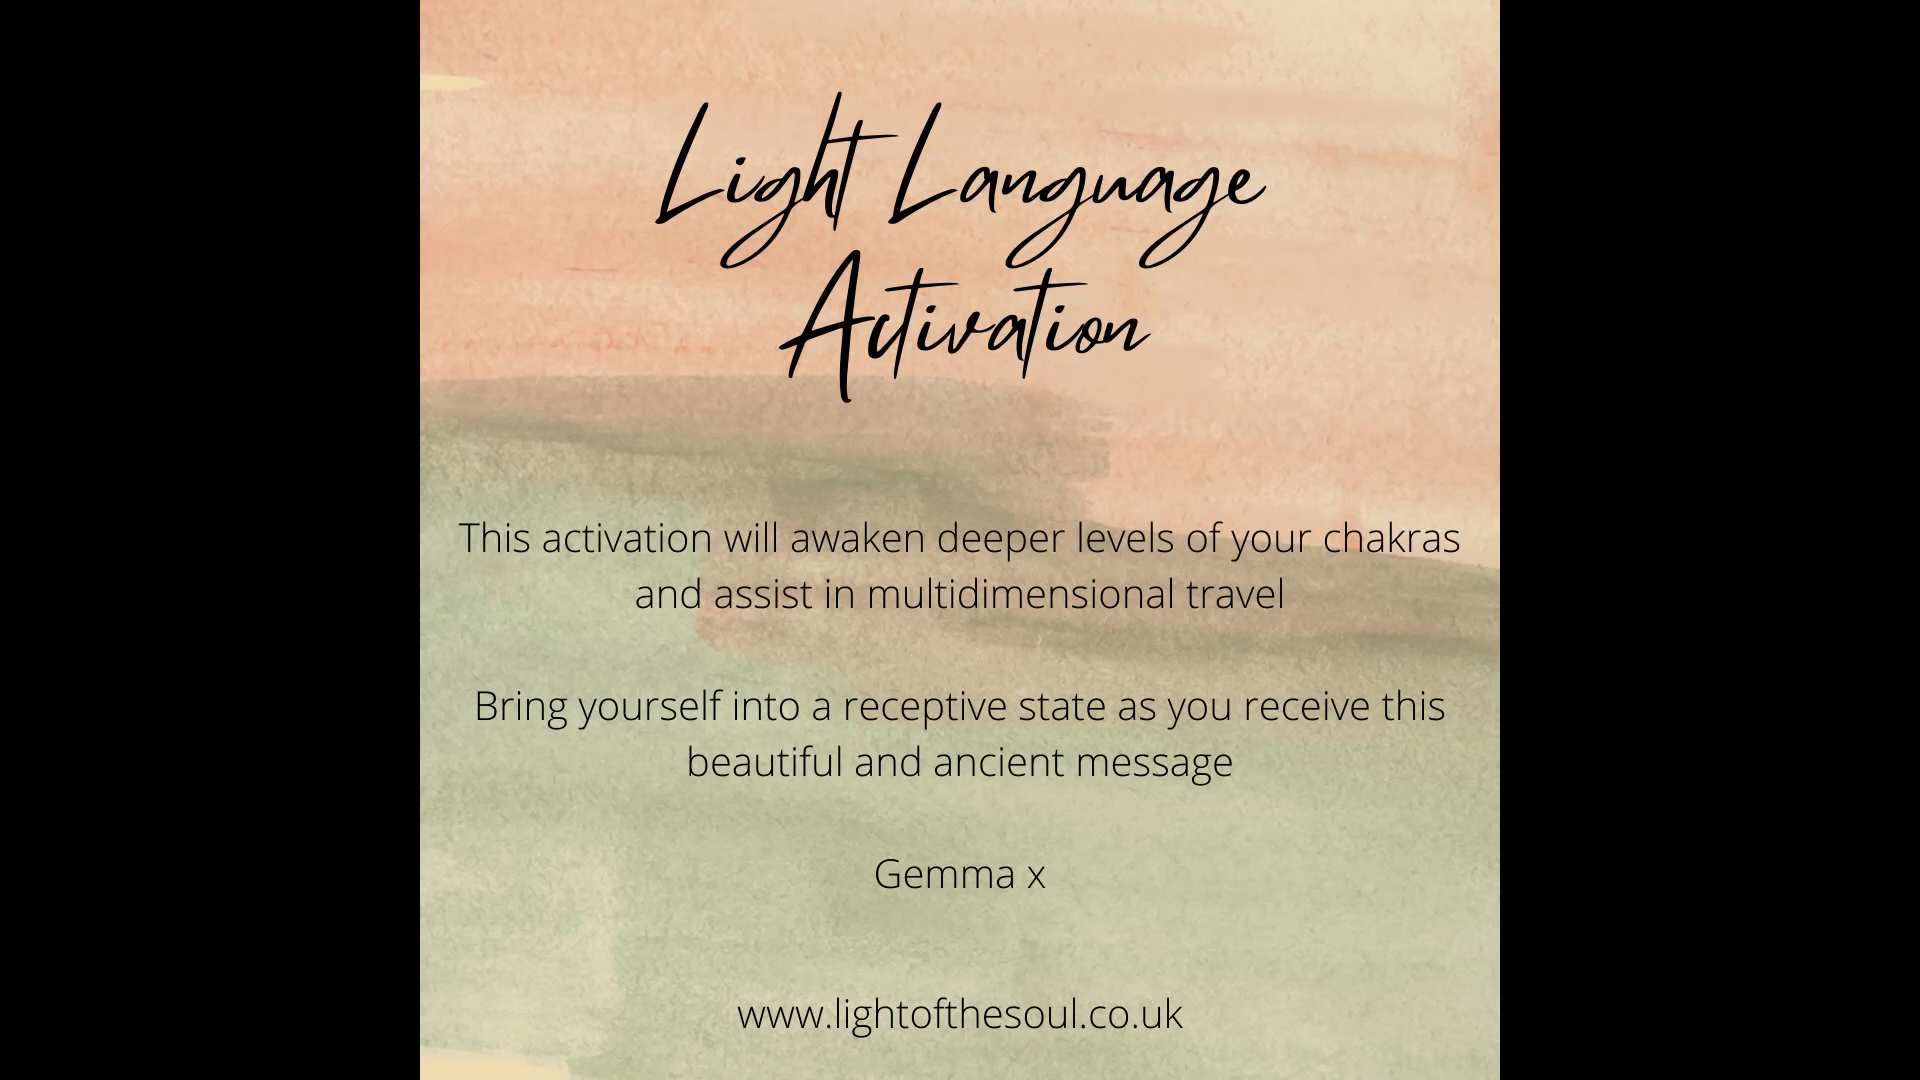 Light Language
Activation
This activation will awaken deeper levels of your chakras
and assist in multidimensional travel
Bring yourself into a receptive state as you receive this
beautiful and ancient message
Gemma x
www.lightofthesoul.co.uk